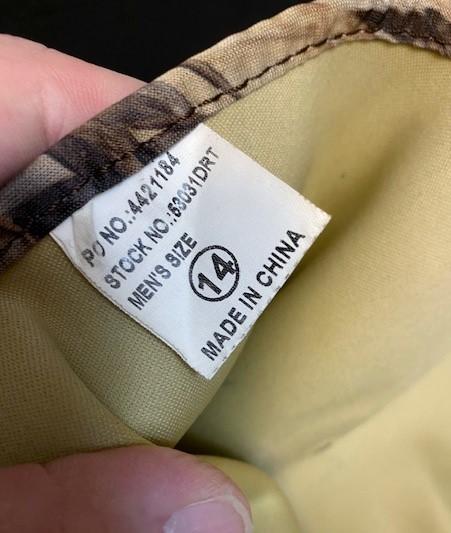 PO NO.:4421184
STOCK NO.:63031DRT
MEN'S SIZE
14
MADE IN CHINA